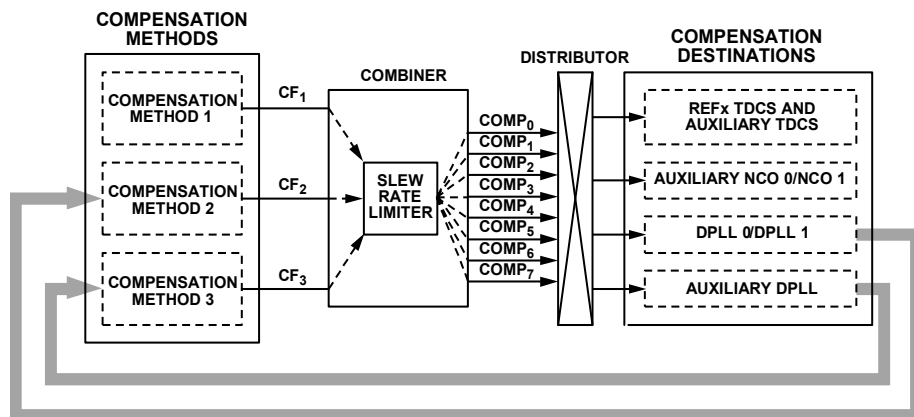 COMPENSATION
METHODS
COMPENSATION
METHOD 1
COMPENSATION
METHOD 2
COMPENSATION
METHOD 3
CF1
CF2
CF3
COMBINER
SLEW
RATE
LIMITER
COMP0
COMP1
COMP2
COMP3
COMP4
COMP5
COMP6
COMP7
DISTRIBUTOR
COMPENSATION
DESTINATIONS
REFx TDCS AND
AUXILIARY TDCS
AUXILIARY NCO 0/NCO 1
DPLL 0/DPLL 1
AUXILIARY DPLL